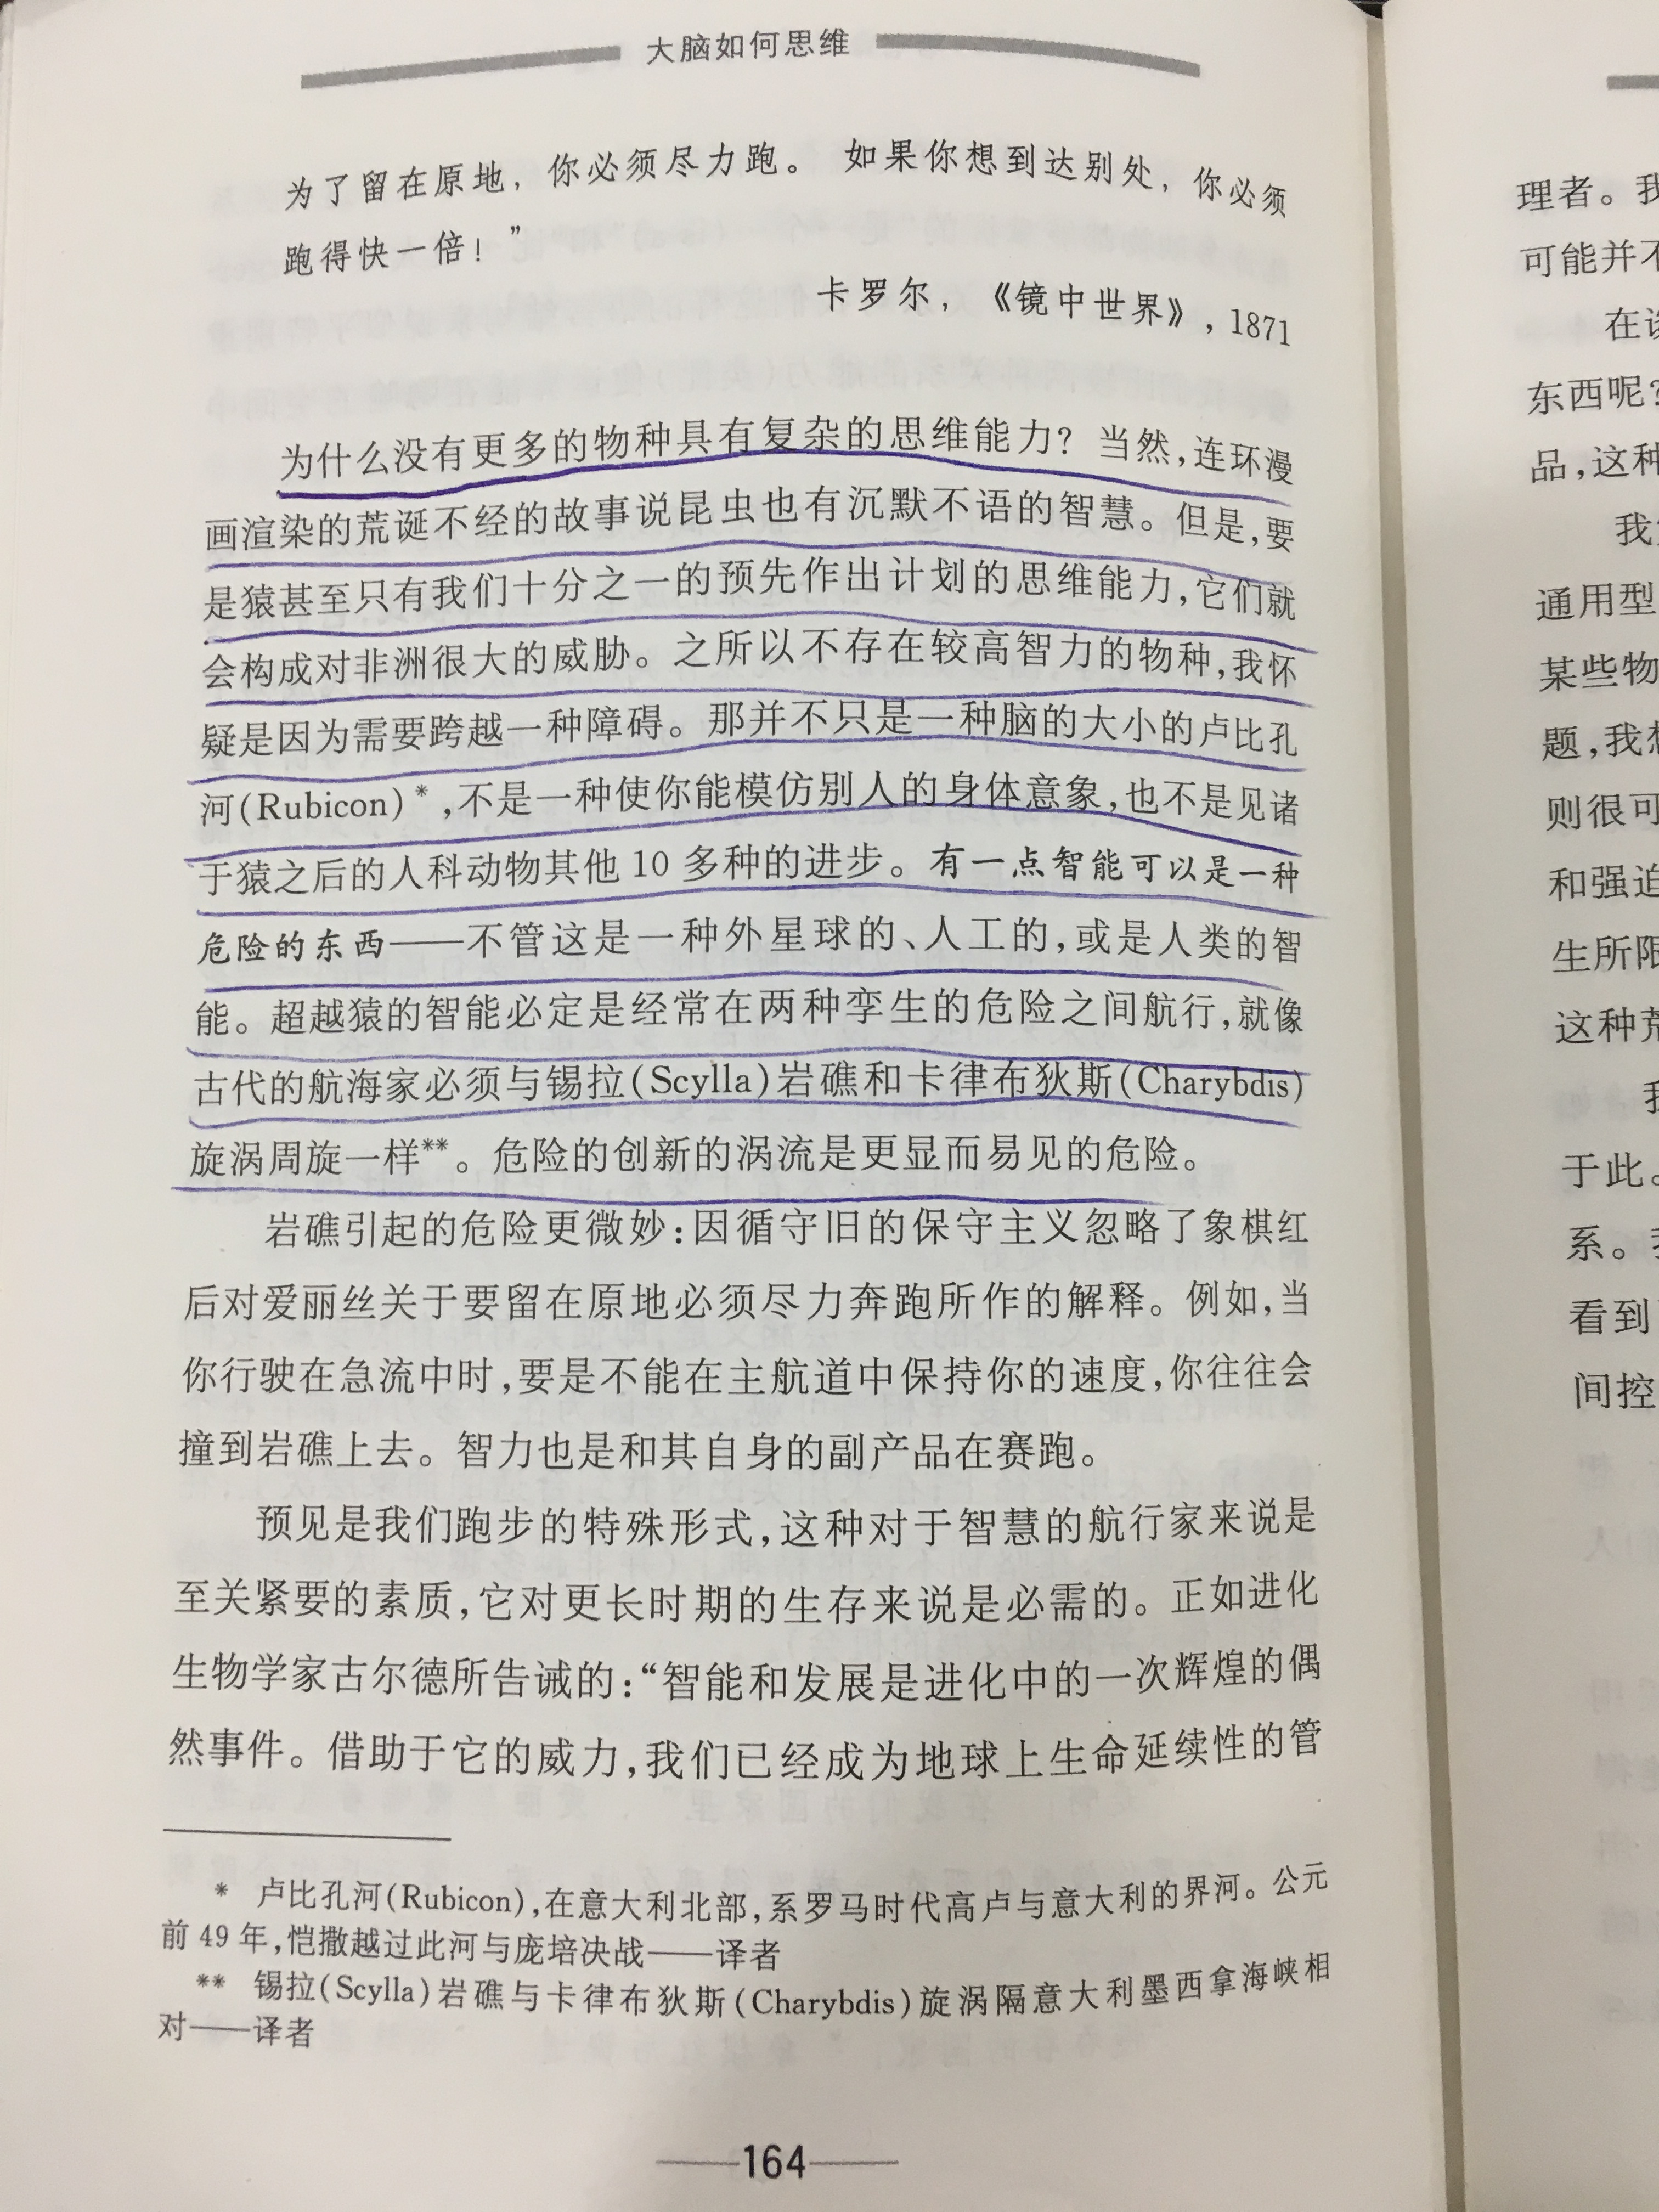 大脑如何思维
为了留在原地，你必须尽力跑。如果你想到达别处，你必须
跑得快一倍！”
卡罗尔，《镜中世界》，1871
为什么没有更多的物种具有复杂的思维能力？当然，连环漫
画渲染的荒诞不经的故事说昆虫也有沉默不语的智慧。但是，要
是猿甚至只有我们十分之一的预先作出计划的思维能力，它们就
会构成对非洲很大的威胁。之所以不存在较高智力的物种，我怀
疑是因为需要跨越一种障碍。那并不只是一种脑的大小的卢比孔
河(Rubicon)*，不是一种使你能模仿别人的身体意象，也不是见诸
于猿之后的人科动物其他10多种的进步。有一点智能可以是一种
危险的东西——不管这是一种外星球的、人工的，或是人类的智
能。超越猿的智能必定是经常在两种孪生的危险之间航行，就像
古代的航海家必须与锡拉(Scylla)岩礁和卡律布狄斯(Charybdis)
旋涡周旋一样**。危险的创新的涡流是更显而易见的危险。
岩礁引起的危险更微妙：因循守旧的保守主义忽略了象棋红
后对爱丽丝关于要留在原地必须尽力奔跑所作的解释。例如，当
你行驶在急流中时，要是不能在主航道中保持你的速度，你往往会
撞到岩礁上去。智力也是和其自身的副产品在赛跑。
预见是我们跑步的特殊形式，这种对于智慧的航行家来说是
至关紧要的素质，它对更长时期的生存来说是必需的。正如进化
生物学家古尔德所告诫的：“智能和发展是进化中的一次辉煌的偶
然事件。借助于它的威力，我们已经成为地球上生命延续性的管
* 卢比孔河(Rubicon)，在意大利北部，系罗马时代高卢与意大利的界河。公元
前49年，恺撒越过此河与庞培决战——译者
** 锡拉(Scylla)岩礁与卡律布狄斯(Charybdis)旋涡隔意大利墨西拿海峡相
对——译者
164
理者。我
可能并不
在
东西呢？
品，这种
我
通用型
某些物
题，我想
则很可
和强迫
生所限
这种荒
于此。
系。
看到
间控